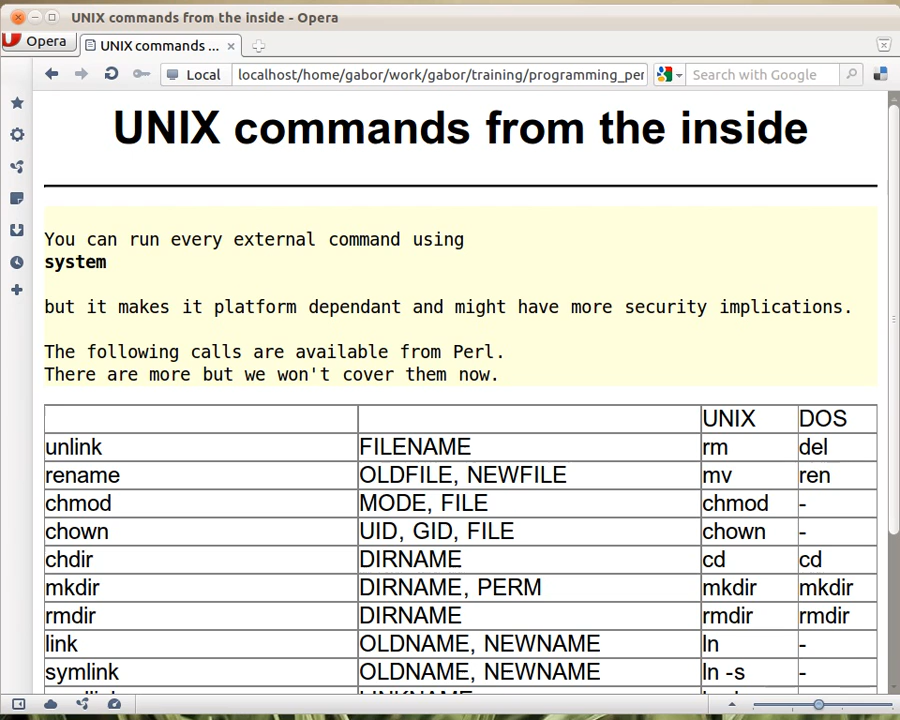 UNIX commands from the inside - Opera
Opera
UNIX commands ...
Local
localhost/home/gabor/work/gabor/training/programming_per
Search with Google
UNIX commands from the inside
You can run every external command using
system
but it makes it platform dependant and might have more security implications.
The following calls are available from Perl.
There are more but we won't cover them now.
UNIX DOS
unlink FILENAME rm del
rename OLDFILE, NEWFILE mv ren
chmod MODE, FILE chmod -
chown UID, GID, FILE chown -
chdir DIRNAME cd cd
mkdir DIRNAME, PERM mkdir mkdir
rmdir DIRNAME rmdir rmdir
link OLDNAME, NEWNAME ln -
symlink OLDNAME, NEWNAME ln -s -